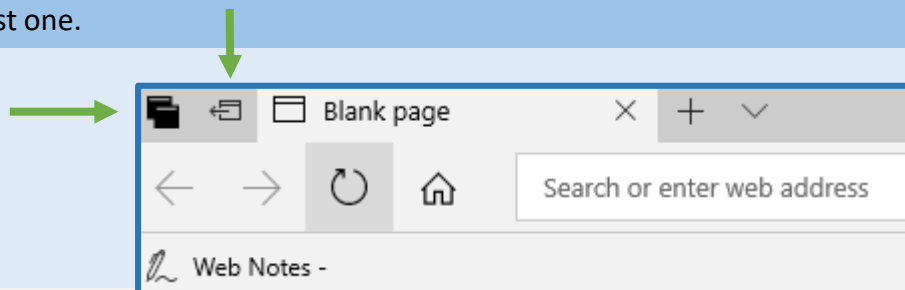 st one.
Blank page
Search or enter web address
Web Notes -